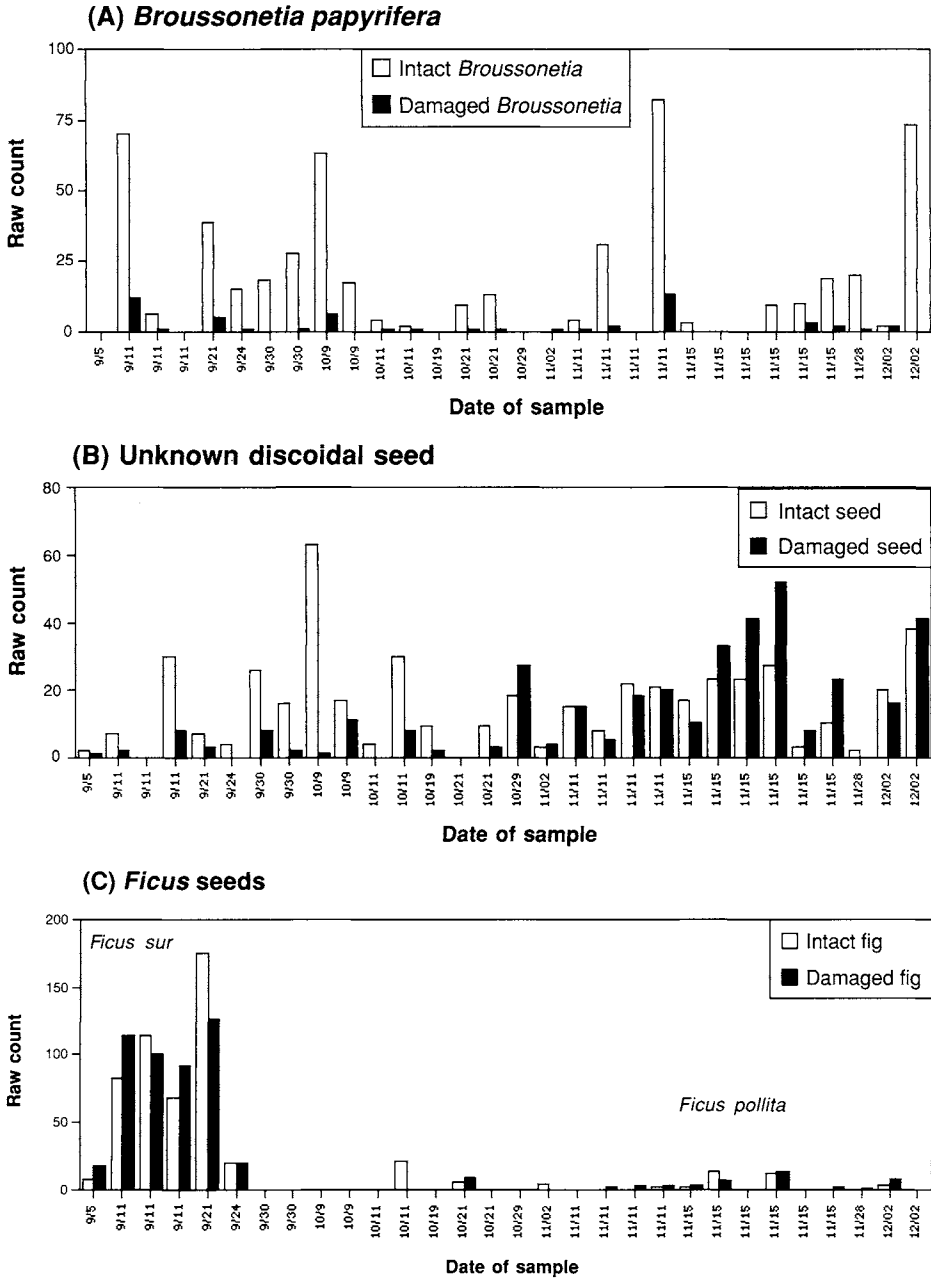 (A) Broussonetia papyrifera
100
75
50
25
0
Raw count
Intact Broussonetia
Damaged Broussonetia
9/5 9/11 9/11 9/11 9/21 9/24 9/30 9/30 10/9 10/9 10/11 10/11 10/19 10/21 10/21 10/29 11/02 11/11 11/11 11/11 11/11 11/15 11/15 11/15 11/15 11/15 11/15 11/28 12/02 12/02
Date of sample
(B) Unknown discoidal seed
80
60
40
20
0
Raw count
Intact seed
Damaged seed
9/5 9/11 9/11 9/11 9/21 9/24 9/30 9/30 10/9 10/9 10/11 10/11 10/19 10/21 10/21 10/29 11/02 11/11 11/11 11/11 11/11 11/15 11/15 11/15 11/15 11/15 11/15 11/28 12/02 12/02
Date of sample
(C) Ficus seeds
200
150
100
50
0
Raw count
Ficus sur
Intact fig
Damaged fig
Ficus pollita
9/5 9/11 9/11 9/11 9/21 9/24 9/30 9/30 10/9 10/9 10/11 10/11 10/19 10/21 10/21 10/29 11/02 11/11 11/11 11/11 11/11 11/15 11/15 11/15 11/15 11/15 11/15 11/28 12/02 12/02
Date of sample